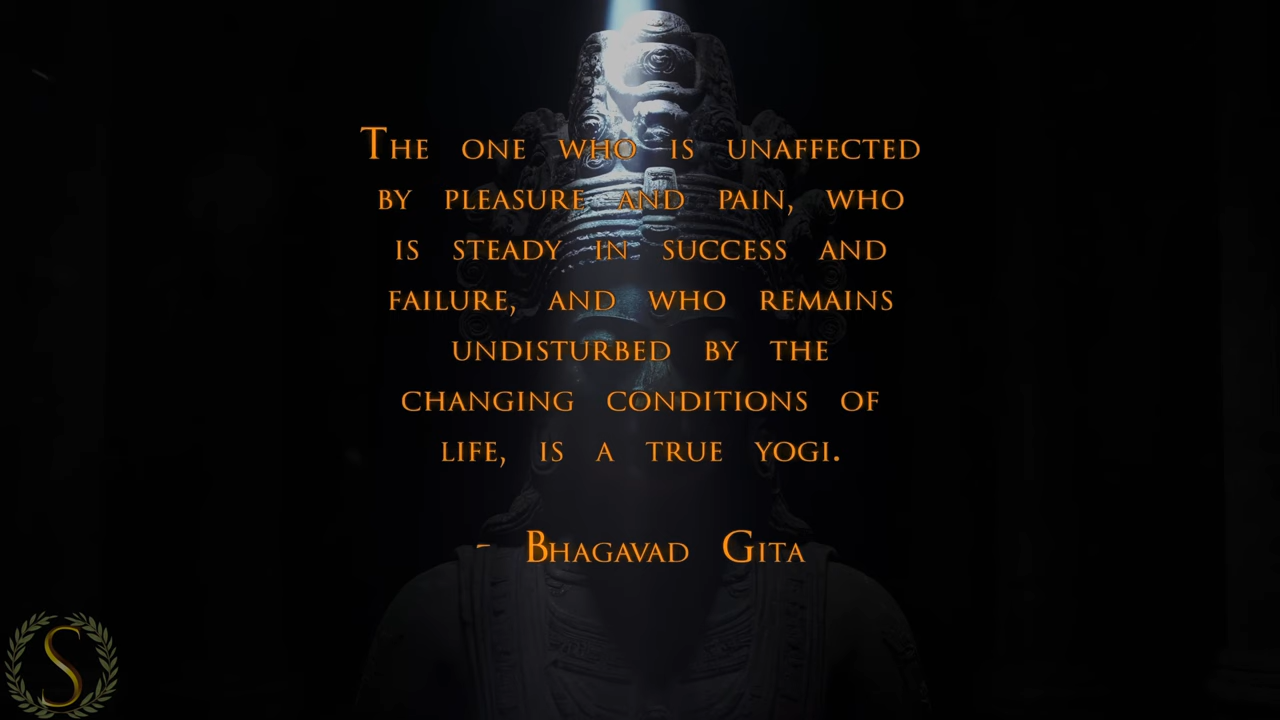 The one who is unaffected
by pleasure and pain, who
is steady in success and
failure, and who remains
undisturbed by the
changing conditions of
life, is a true yogi.
- Bhagavad Gita
S